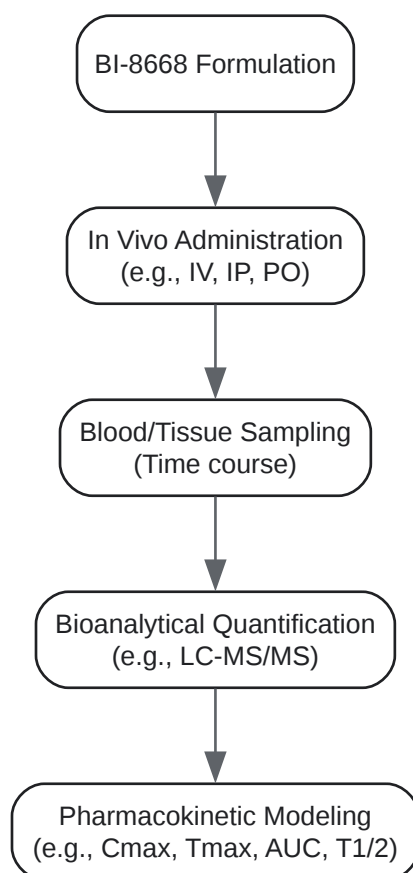 BI-8668 Formulation
In Vivo Administration
(e.g., IV, IP, PO)
Blood/Tissue Sampling
(Time course)
Bioanalytical Quantification
(e.g., LC-MS/MS)
Pharmacokinetic Modeling
(e.g., Cmax, Tmax, AUC, T1/2)